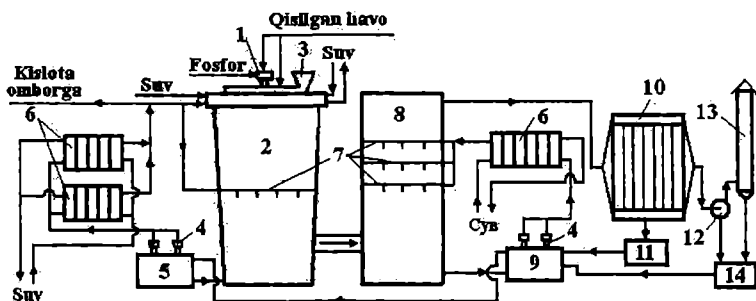 Qisilgan havo
1
3
Fosfor
Suv
Kislota
omborga
Suv
10
6
8
6
13
2
7
4
Сув
4
12
5
9
11
14
Suv